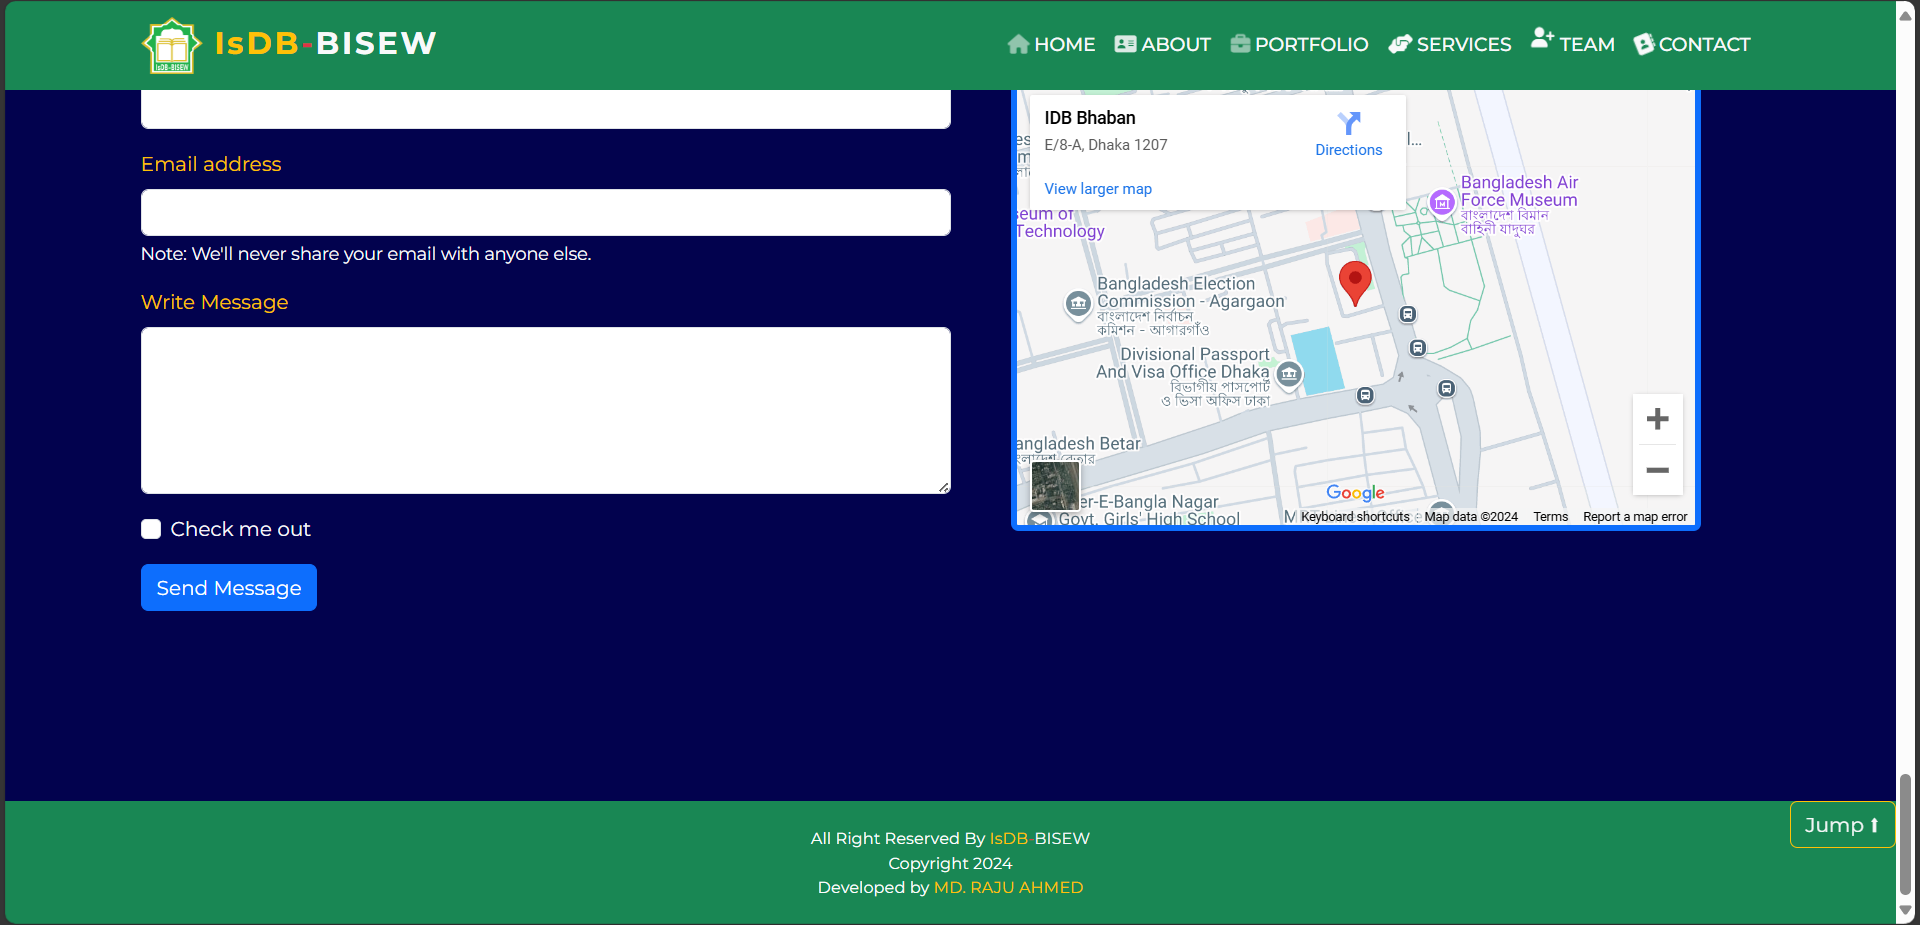 IsDB-BISEW
HOME
ABOUT
PORTFOLIO
SERVICES
TEAM
CONTACT
Email address
Note: We'll never share your email with anyone else.
Write Message
Check me out
Send Message
IDB Bhaban
E/8-A, Dhaka 1207
Directions
View larger map
seum of
Technology
Bangladesh Air
Force Museum
বাংলাদেশ বিমান
বাহিনী যাদুঘর
Bangladesh Election
Commission - Agargaon
বাংলাদেশ নির্বাচন
কমিশন - আগারগাঁও
Divisional Passport
And Visa Office Dhaka
বিভাগীয় পাসপোর্ট
ও ভিসা অফিস ঢাকা
angladesh Betar
er-E-Bangla Nagar
Govt. Girls' High School
Google
Keyboard shortcuts
Map data ©2024
Terms
Report a map error
All Right Reserved By IsDB-BISEW
Copyright 2024
Developed by MD. RAJU AHMED
Jump